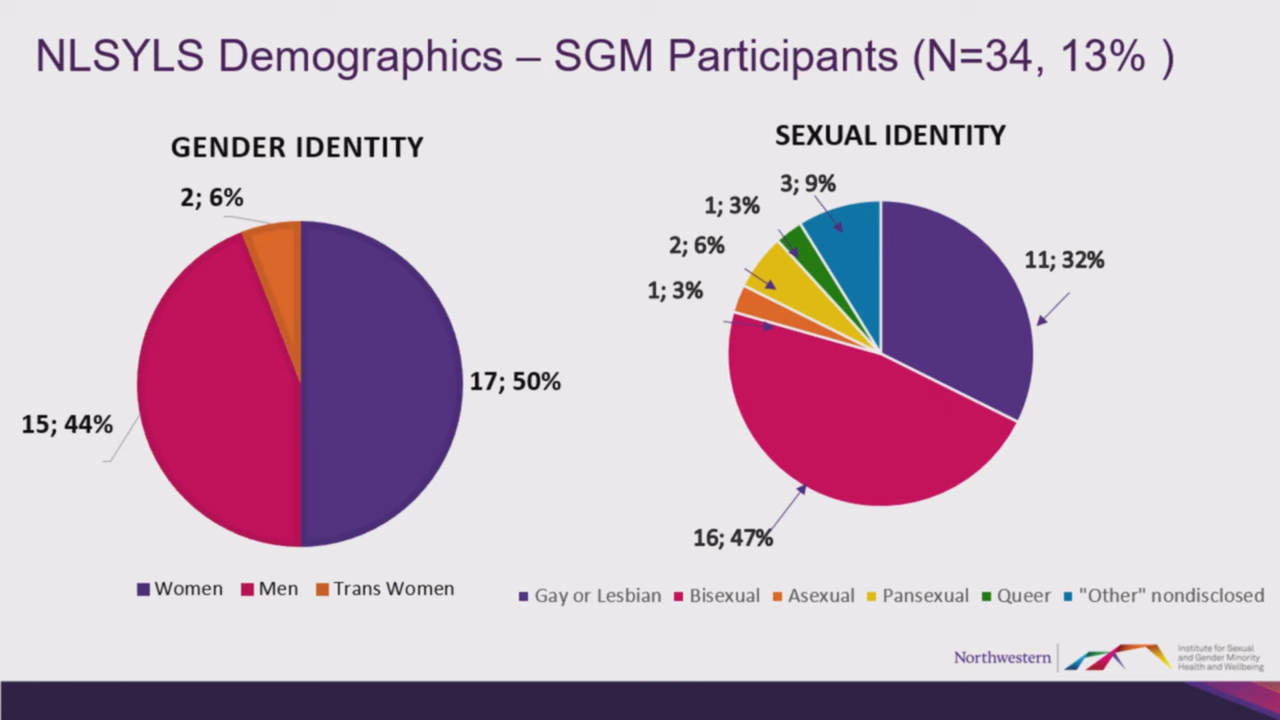 NLSYLS Demographics – SGM Participants (N=34, 13% )
GENDER IDENTITY
2; 6%
17; 50%
15; 44%
Women Men Trans Women
SEXUAL IDENTITY
3; 9%
1; 3%
2; 6%
1; 3%
11; 32%
16; 47%
Gay or Lesbian Bisexual Asexual Pansexual Queer "Other" nondisclosed
Northwestern
Institute for Sexual
and Gender Minority
Health and Wellbeing